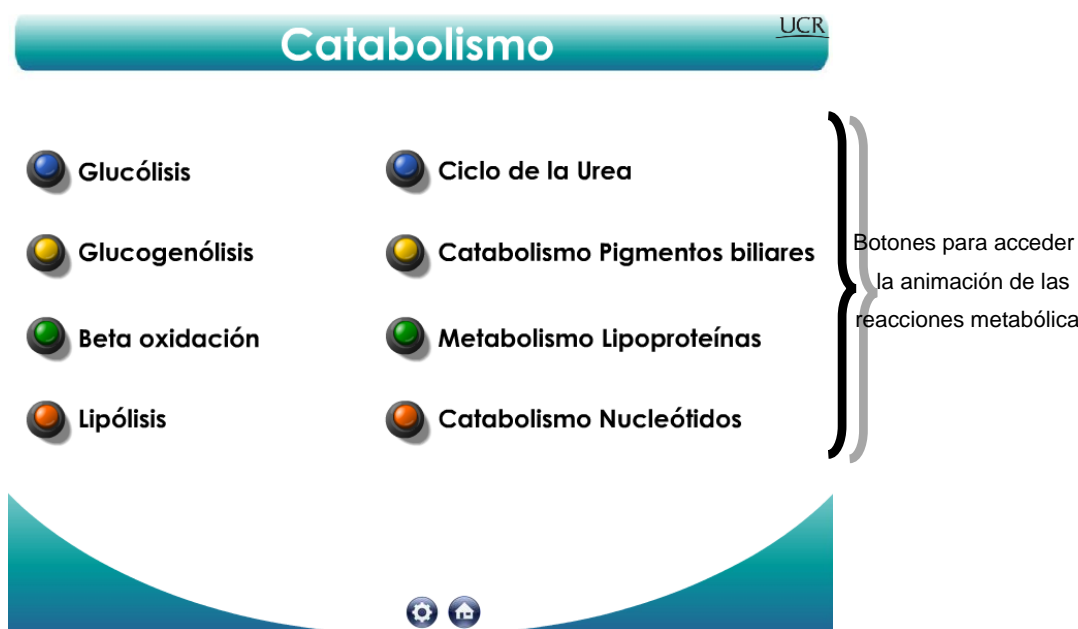 Catabolismo
UCR
Glucólisis
Glucogenólisis
Beta oxidación
Lipólisis
Ciclo de la Urea
Catabolismo Pigmentos biliares
Metabolismo Lipoproteínas
Catabolismo Nucleótidos
Botones para acceder
la animación de las
reacciones metabólica